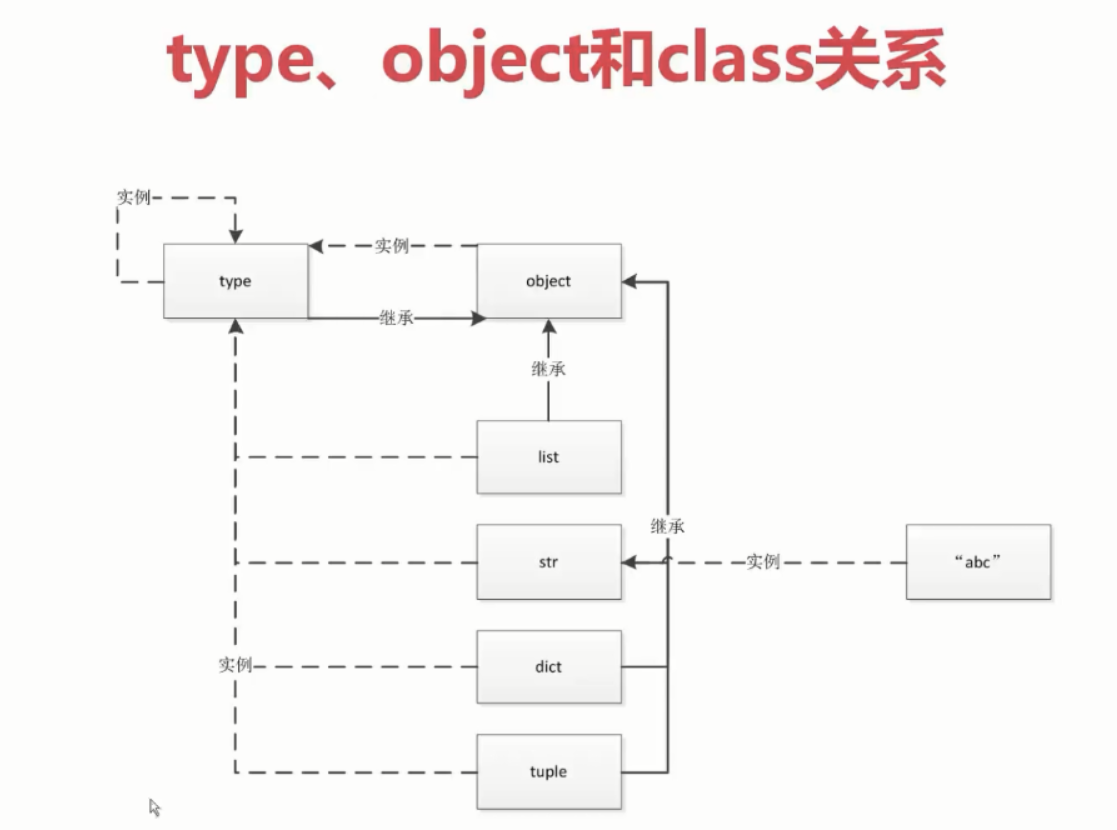 type、object和class关系
实例
实例
type
object
继承
继承
list
继承
str
实例
“abc”
实例
dict
tuple